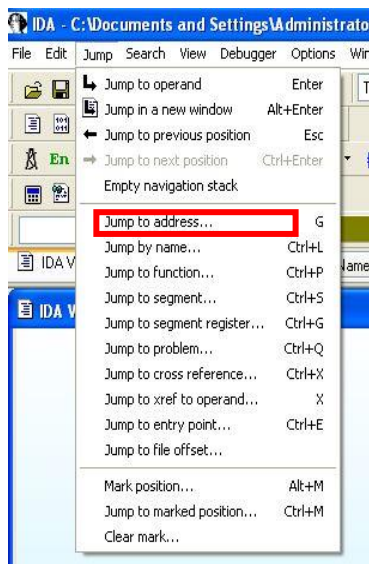 IDA - C:\Documents and Settings\Administrato
File Edit Jump Search View Debugger Options Win
Jump to operand Enter
Jump in a new window Alt+Enter
Jump to previous position Esc
Jump to next position Ctrl+Enter
Empty navigation stack
En
Jump to address... G
Jump by name... Ctrl+L
Jump to function... Ctrl+P
Jump to segment... Ctrl+S
Jump to segment register... Ctrl+G
Jump to problem... Ctrl+Q
Jump to cross reference... Ctrl+X
Jump to xref to operand... X
Jump to entry point... Ctrl+E
Jump to file offset...
Mark position... Alt+M
Jump to marked position... Ctrl+M
Clear mark...
IDA V
Name
IDA V